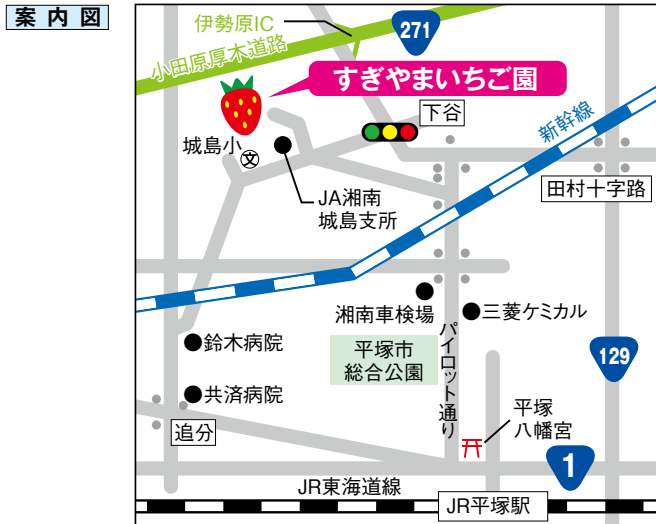 案内図
伊勢原IC
271
小田原厚木道路
すぎやまいちご園
下谷
新幹線
城島小
文
田村十字路
JA湘南
城島支所
湘南車検場
三菱ケミカル
パイロット通り
鈴木病院
平塚市
総合公園
129
共済病院
平塚
八幡宮
追分
1
JR東海道線
JR平塚駅